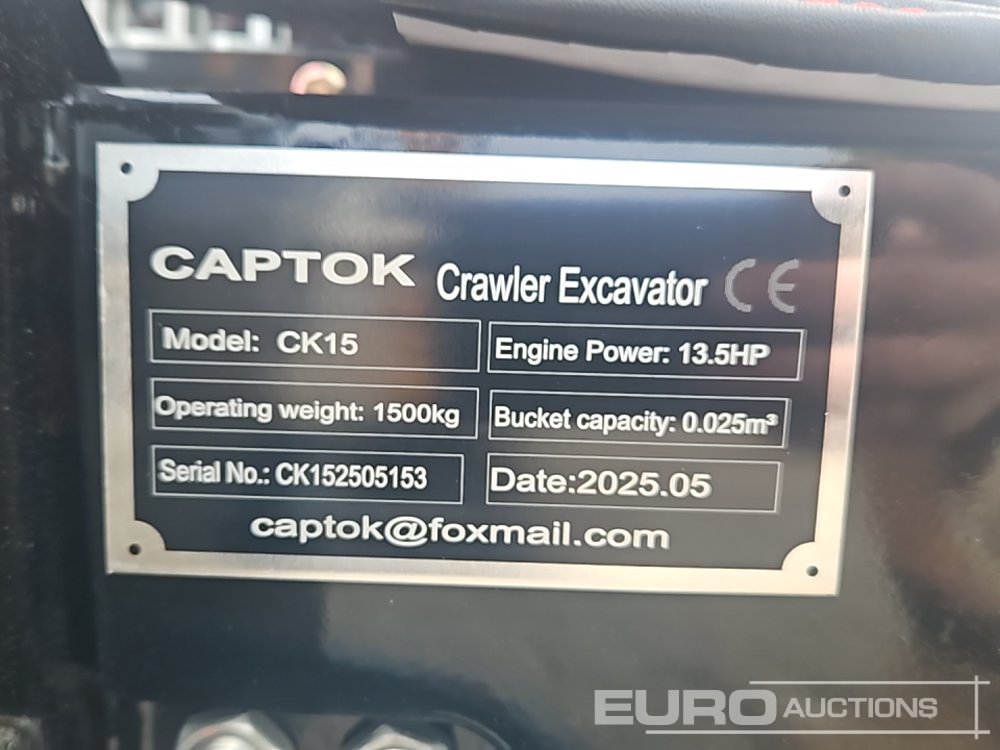 CAPTOK Crawler Excavator CE
Model: CK15 Engine Power: 13.5HP
Operating weight: 1500kg Bucket capacity: 0.025m³
Serial No.: CK152505153 Date:2025.05
captok@foxmail.com
EURO AUCTIONS